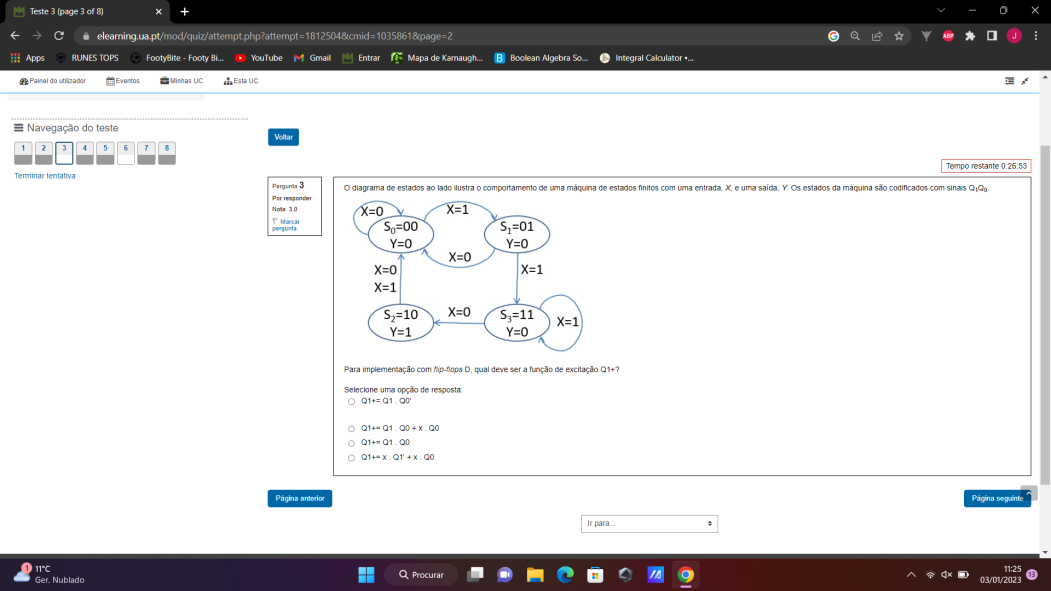 Teste 3 (page 3 of 8)
elearning.ua.pt/mod/quiz/attempt.php?attempt=1812504&cmid=1035861&page=2
Apps RUNES TOPS FootyBite - Footy Bi... YouTube Gmail Entrar Mapa de Karnaugh... Boolean Algebra So... Integral Calculator •...
Painel do utilizador Eventos Minhas UC Esta UC
Navegação do teste
1 2 3 4 5 6 7 8
Terminar tentativa
Voltar
Tempo restante 0:26:53
Pergunta 3
Por responder
Nota: 3,0
Marcar pergunta
O diagrama de estados ao lado ilustra o comportamento de uma máquina de estados finitos com uma entrada, X, e uma saída, Y. Os estados da máquina são codificados com sinais Q₁Q₀.
X=0 X=1
S₀=00 S₁=01
Y=0 Y=0
X=0
X=0 X=1
X=1
S₂=10 X=0 S₃=11 X=1
Y=1 Y=0
Para implementação com flip-flops D, qual deve ser a função de excitação Q1+?
Selecione uma opção de resposta:
Q1+= Q1 . Q0'
Q1+= Q1 . Q0 + x . Q0
Q1+= Q1 . Q0
Q1+= x . Q1' + x . Q0
Página anterior
Página seguinte
Ir para...
1 11°C
Ger. Nublado
Procurar
11:25
03/01/2023
13